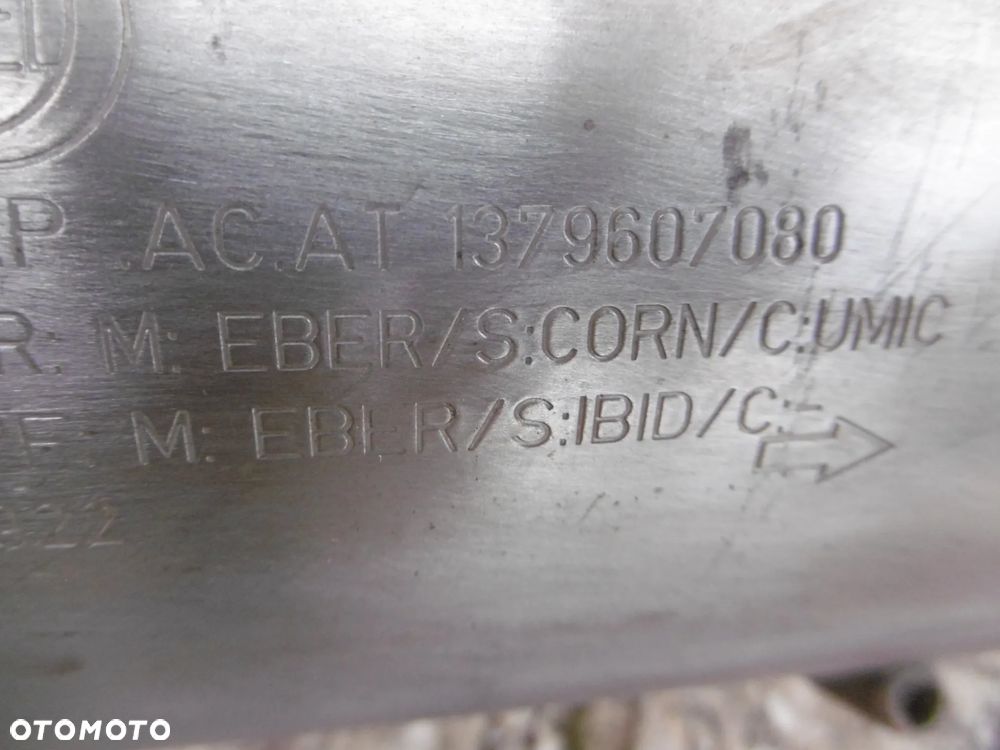 .AC.AT 1379607080
R: M: EBER/S:CORN/C:UMIC
M: EBER/S:IBID/C:-
OTOMOTO